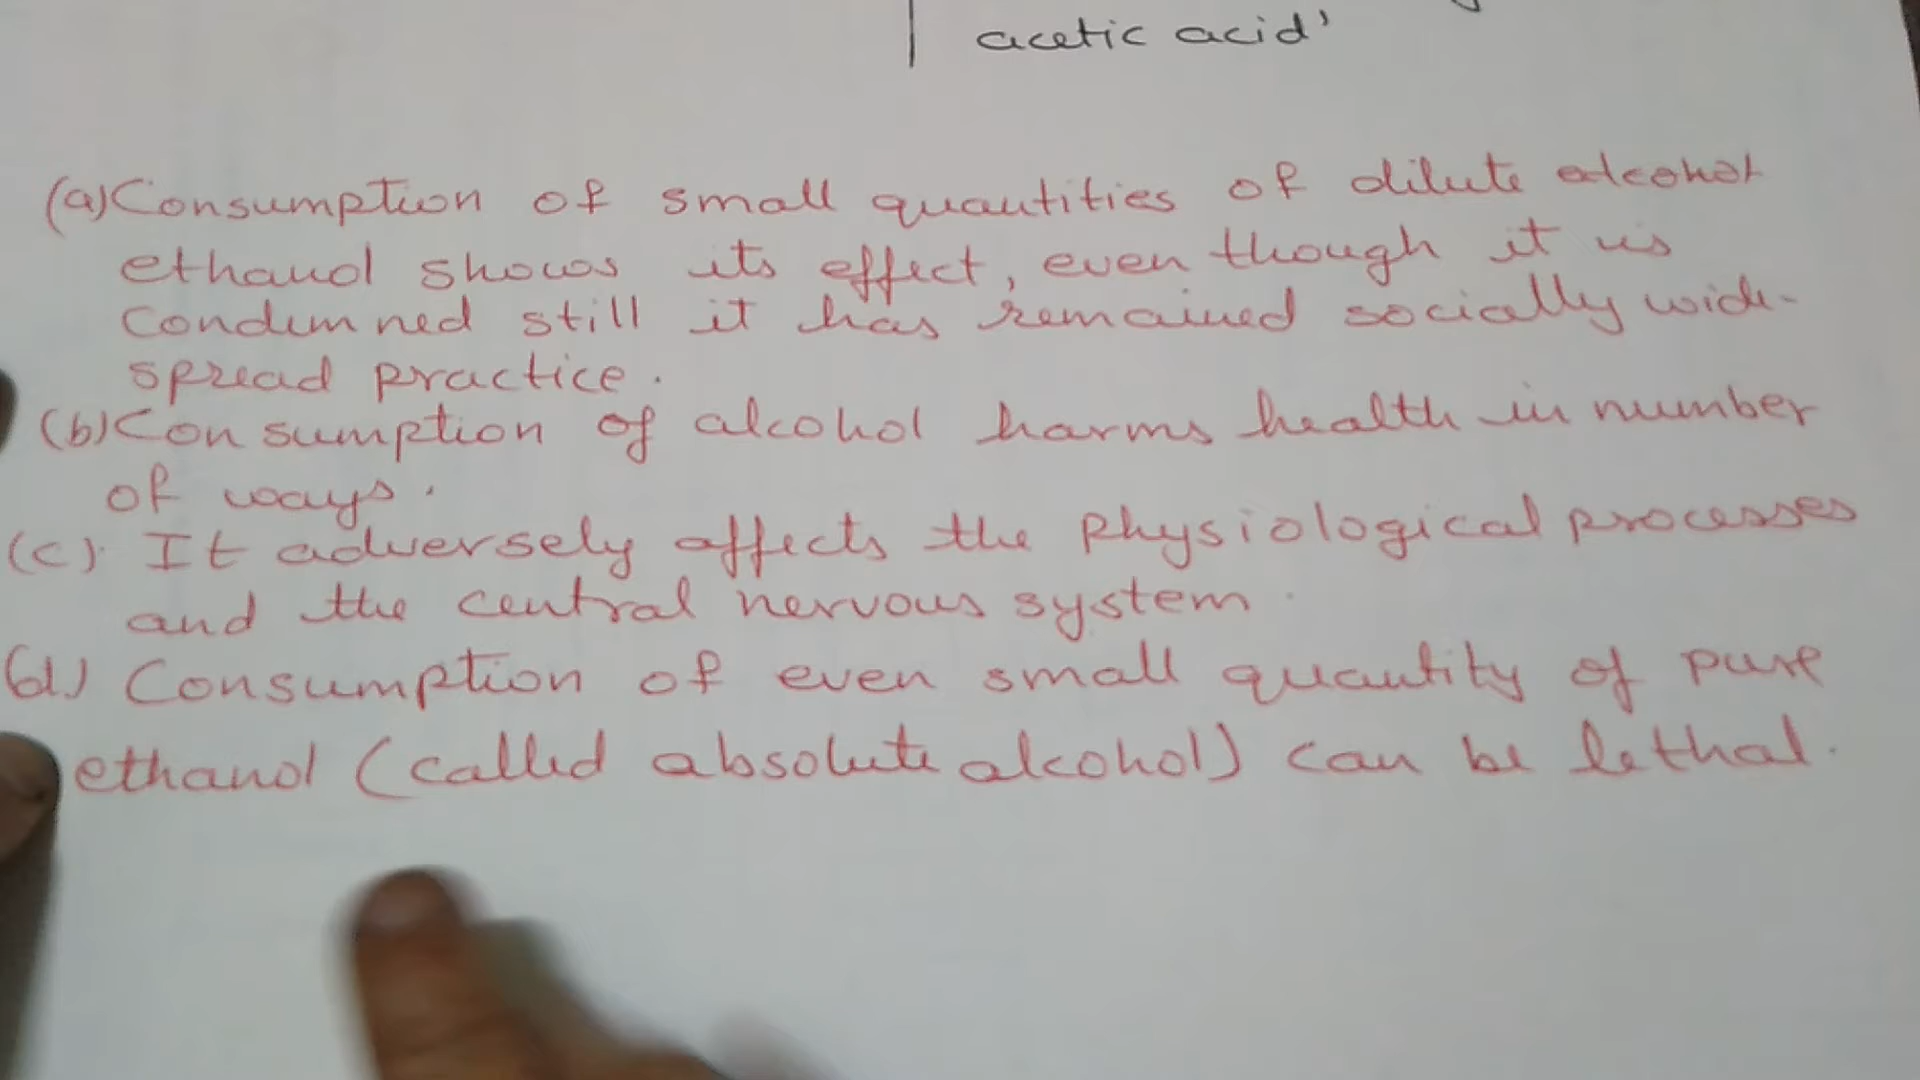 acetic acid'
(a) Consumption of small quantities of dilute alcohol
ethanol shows its effect, even though it is
Condemned still it has remained socially wide-
spread practice.
(b) Consumption of alcohol harms health in number
of ways.
(c). It adversely affects the physiological processes
and the central nervous system.
(d) Consumption of even small quantity of pure
ethanol (called absolute alcohol) can be lethal.